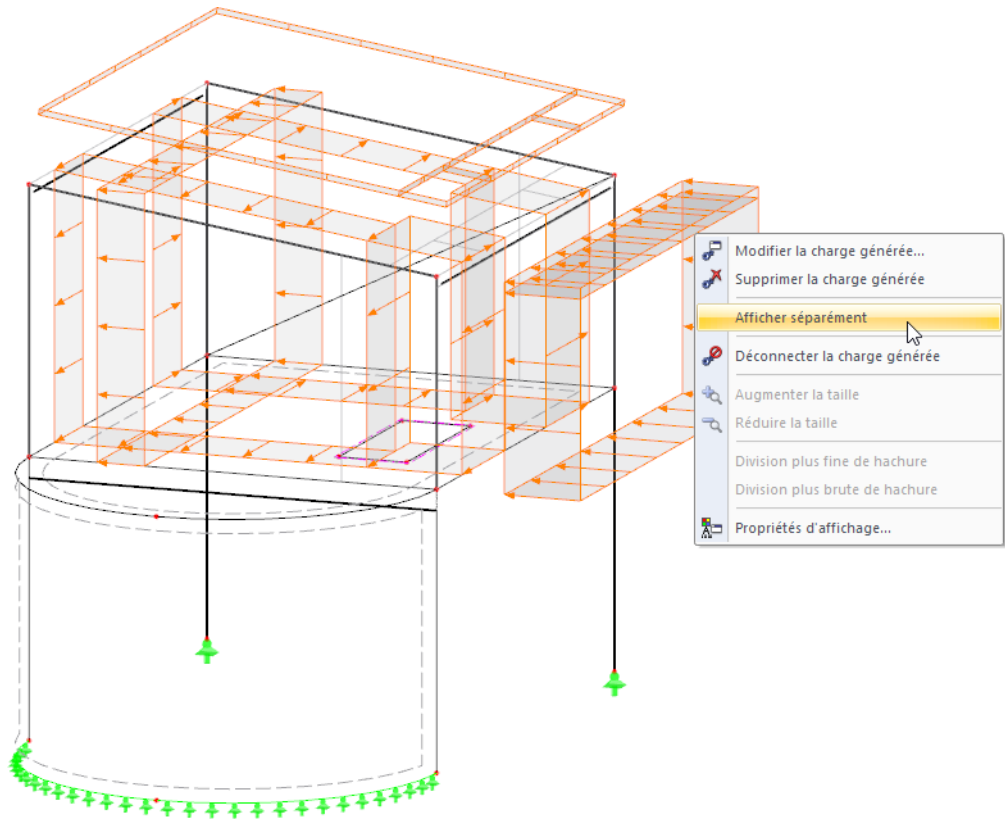 Modifier la charge générée...
Supprimer la charge générée
Afficher séparément
Déconnecter la charge générée
Augmenter la taille
Réduire la taille
Division plus fine de hachure
Division plus brute de hachure
Propriétés d'affichage...